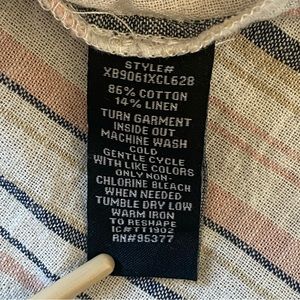 STYLE#
XB9061XCL628
86% COTTON
14% LINEN
TURN GARMENT
INSIDE OUT
MACHINE WASH
COLD
GENTLE CYCLE
WITH LIKE COLORS
ONLY NON-
CHLORINE BLEACH
WHEN NEEDED
TUMBLE DRY LOW
WARM IRON
TO RESHAPE
IC#TT1902
RN#95377